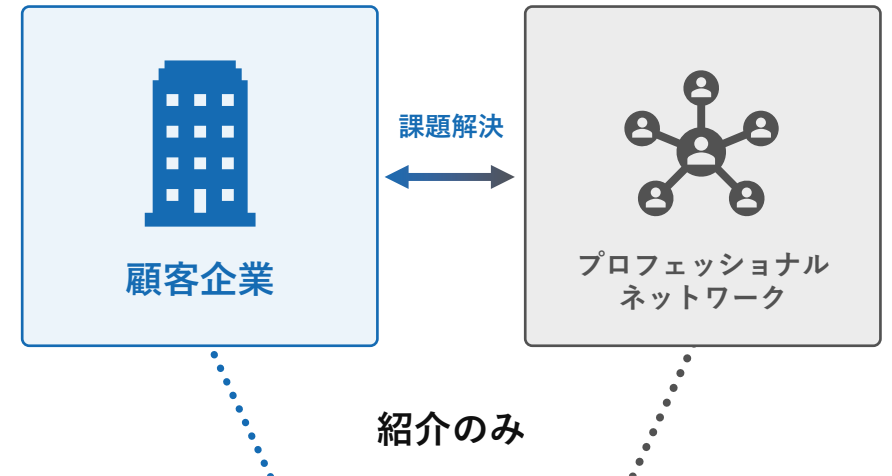 課題解決
顧客企業
プロフェッショナル
ネットワーク
紹介のみ